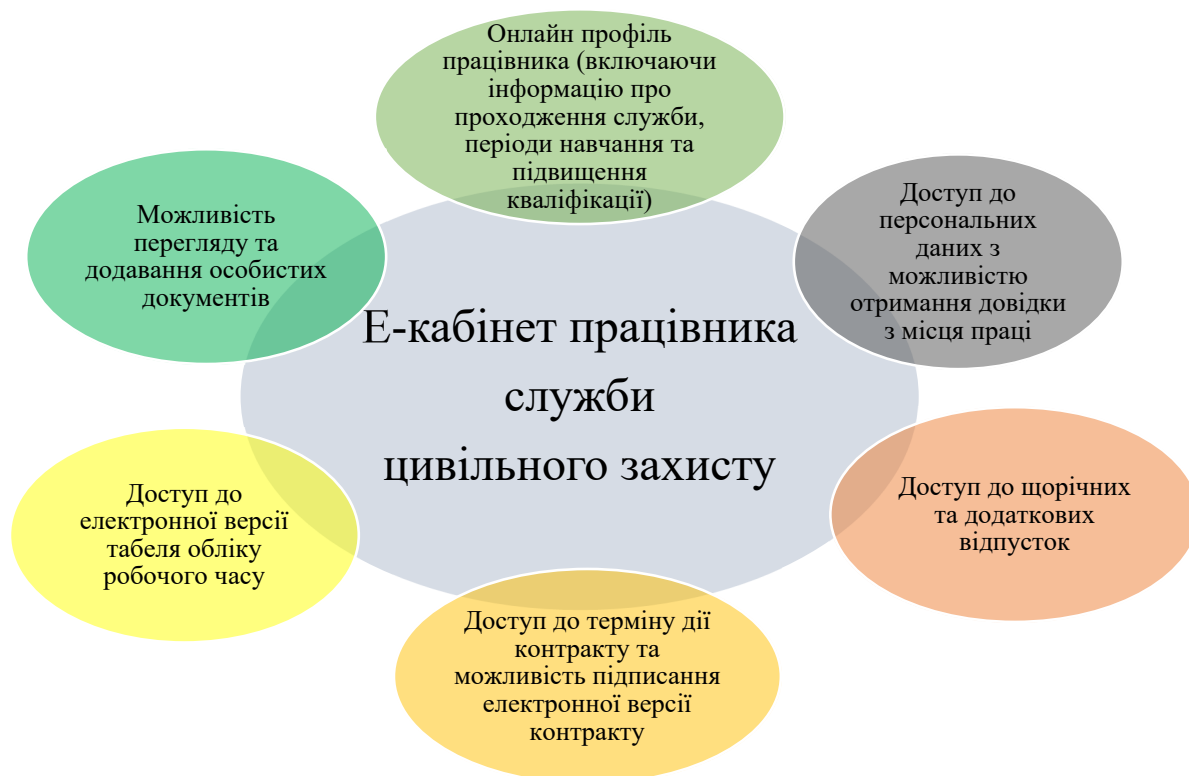 Онлайн профіль
працівника (включаючи
інформацію про
проходження служби,
періоди навчання та
підвищення
кваліфікації)
Можливість
перегляду та
додавання особистих
документів
Доступ до
персональних
даних з
можливістю
отримання довідки
з місця праці
Е-кабінет працівника
служби
цивільного захисту
Доступ до
електронної версії
табеля обліку
робочого часу
Доступ до щорічних
та додаткових
відпусток
Доступ до терміну дії
контракту та
можливість підписання
електронної версії
контракту